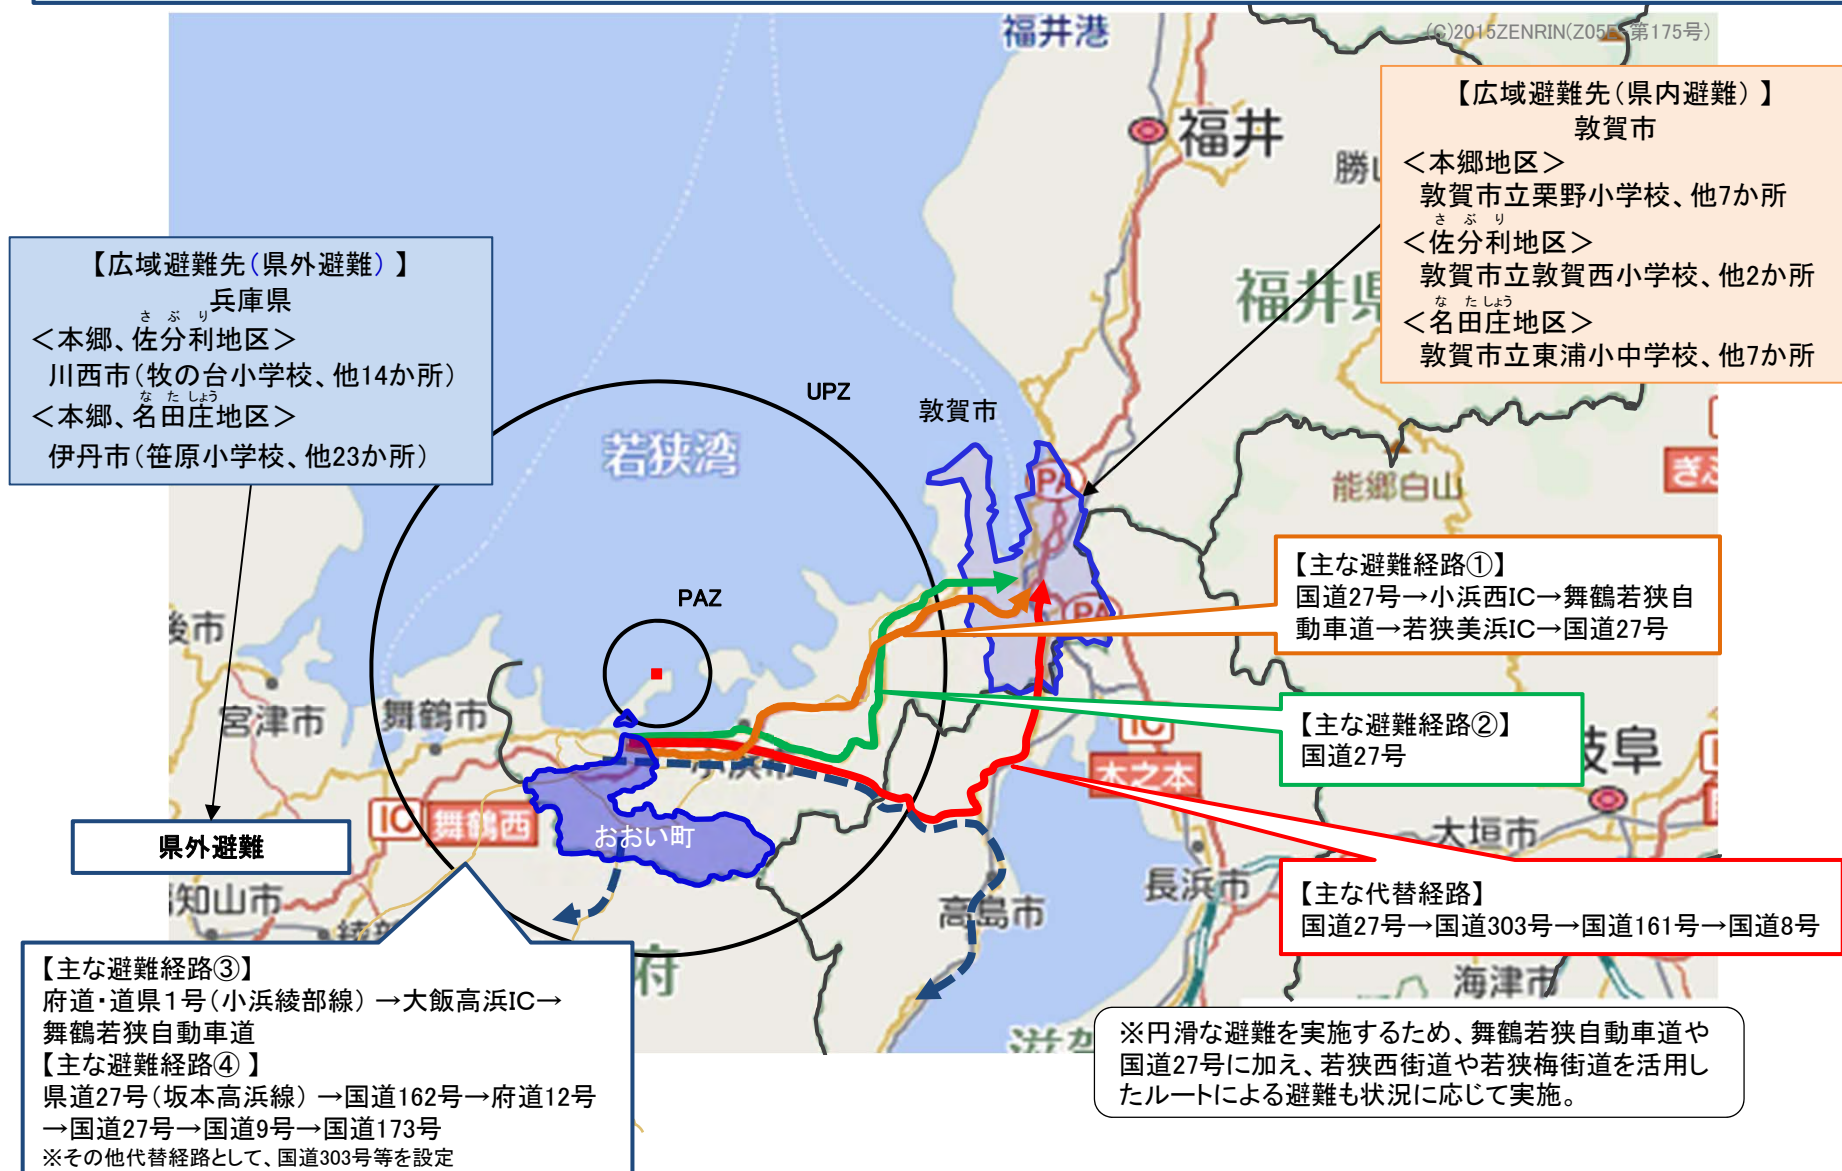 福井港
(C)2015ZENRIN(Z05E-第175号)
【広域避難先(県内避難)】
敦賀市
<本郷地区>
敦賀市立粟野小学校、他7か所
さぶり
<佐分利地区>
敦賀市立敦賀西小学校、他2か所
なたしょう
<名田庄地区>
敦賀市立東浦小中学校、他7か所
福井
勝山
福井県
【広域避難先(県外避難)】
兵庫県
さぶり
<本郷、佐分利地区>
川西市(牧の台小学校、他14か所)
なたしょう
<本郷、名田庄地区>
伊丹市(笹原小学校、他23か所)
UPZ
敦賀市
若狭湾
PA
能郷白山
ぎふ
【主な避難経路①】
国道27号→小浜西IC→舞鶴若狭自
動車道→若狭美浜IC→国道27号
PAZ
PA
後市
宮津市
舞鶴市
【主な避難経路②】
国道27号
IC
木之本
岐阜
小浜市
IC
舞鶴西
おおい町
大垣市
県外避難
【主な代替経路】
国道27号→国道303号→国道161号→国道8号
長浜市
高島市
知山市
綾部
府
海津市
滋賀
【主な避難経路③】
府道・道県1号(小浜綾部線)→大飯高浜IC→
舞鶴若狭自動車道
【主な避難経路④】
県道27号(坂本高浜線)→国道162号→府道12号
→国道27号→国道9号→国道173号
※その他代替経路として、国道303号等を設定
※円滑な避難を実施するため、舞鶴若狭自動車道や
国道27号に加え、若狭西街道や若狭梅街道を活用し
たルートによる避難も状況に応じて実施。